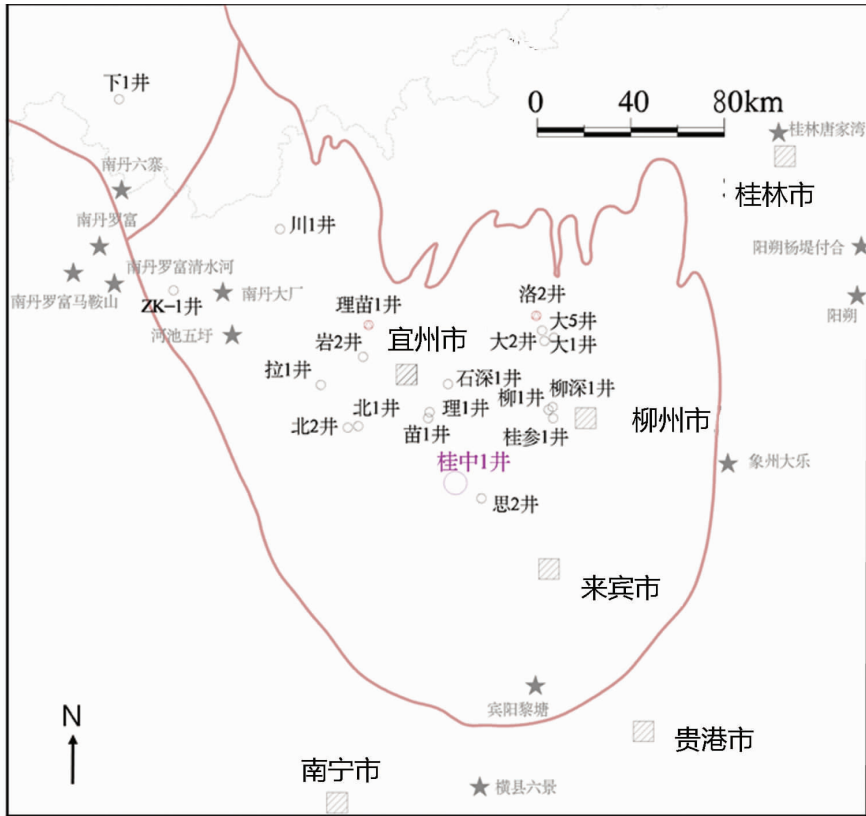 下1井
0 40 80km
桂林唐家湾
南丹六寨
桂林市
南丹罗富
川1井
阳朔杨堤付合
南丹罗富清水河
南丹罗富马鞍山
ZK-1井
南丹大厂
理苗1井
洛2井
阳朔
河池五圩
岩2井
宜州市
大5井
大2井
大1井
拉1井
石深1井
柳深1井
柳1井
北1井
理1井
柳州市
北2井
苗1井
桂参1井
桂中1井
象州大乐
思2井
来宾市
宾阳黎塘
N
贵港市
南宁市
横县六景